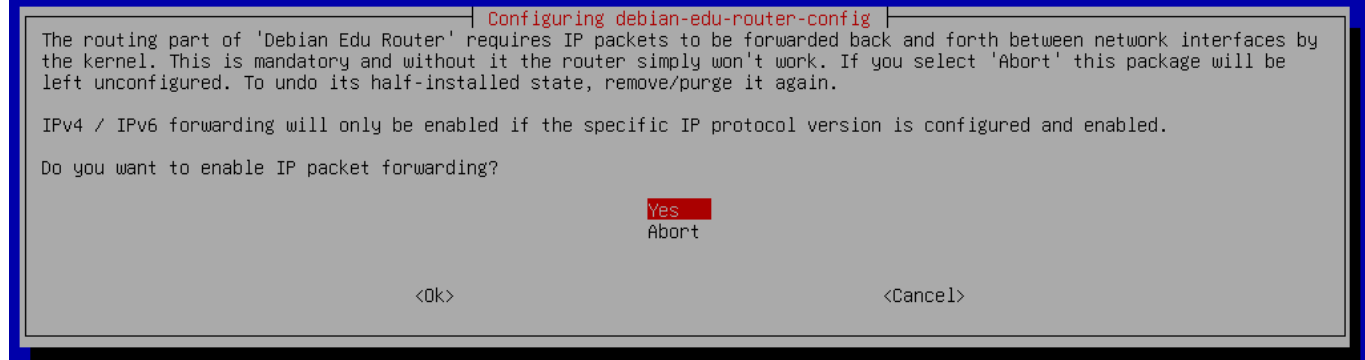 Configuring debian-edu-router-config
The routing part of 'Debian Edu Router' requires IP packets to be forwarded back and forth between network interfaces by
the kernel. This is mandatory and without it the router simply won't work. If you select 'Abort' this package will be
left unconfigured. To undo its half-installed state, remove/purge it again.
IPv4 / IPv6 forwarding will only be enabled if the specific IP protocol version is configured and enabled.
Do you want to enable IP packet forwarding?
Yes
Abort
<Ok> <Cancel>